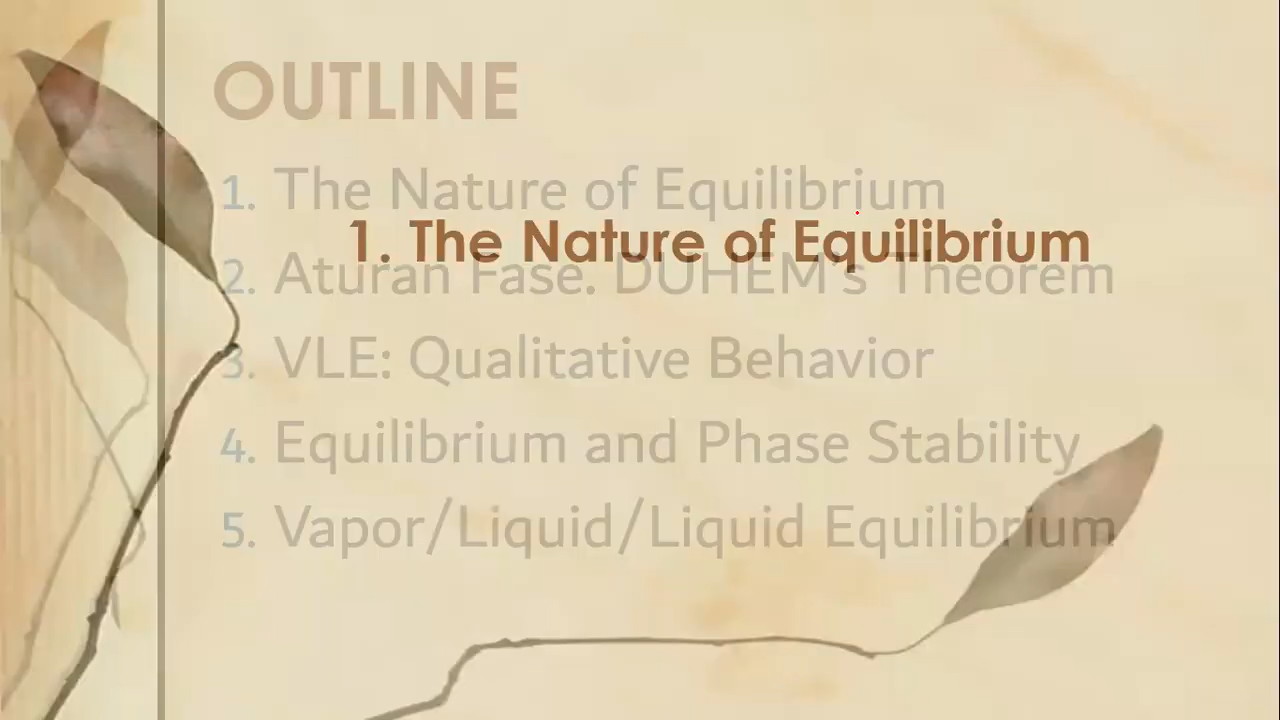 OUTLINE
1. The Nature of Equilibrium
1. The Nature of Equilibrium
2. Aturan Fase. DUHEM's Theorem
3. VLE: Qualitative Behavior
4. Equilibrium and Phase Stability
5. Vapor/Liquid/Liquid Equilibrium